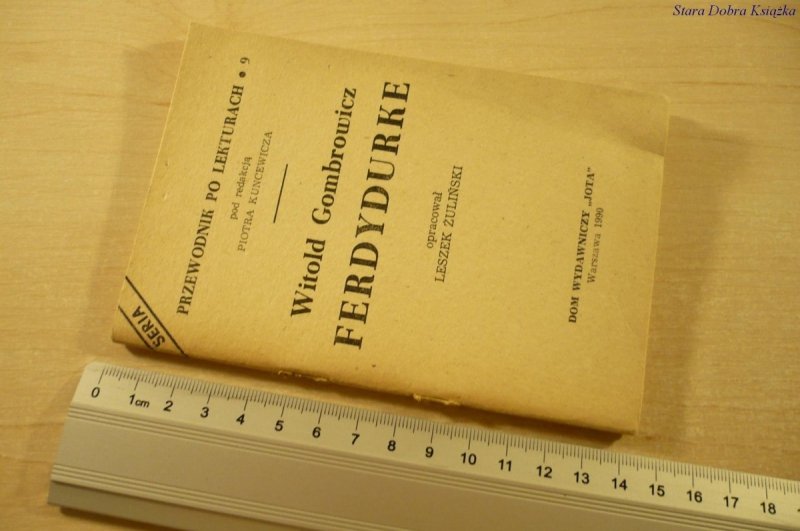 Stara Dobra Książka
SERIA
PRZEWODNIK PO LEKTURACH • 9
pod redakcją
PIOTRA KUNCEWICZA
Witold Gombrowicz
FERDYDURKE
opracował
LESZEK ŻULIŃSKI
DOM WYDAWNICZY „JOTA”
Warszawa 1990
0 1cm 2 3 4 5 6 7 8 9 10 11 12 13 14 15 16 17 18